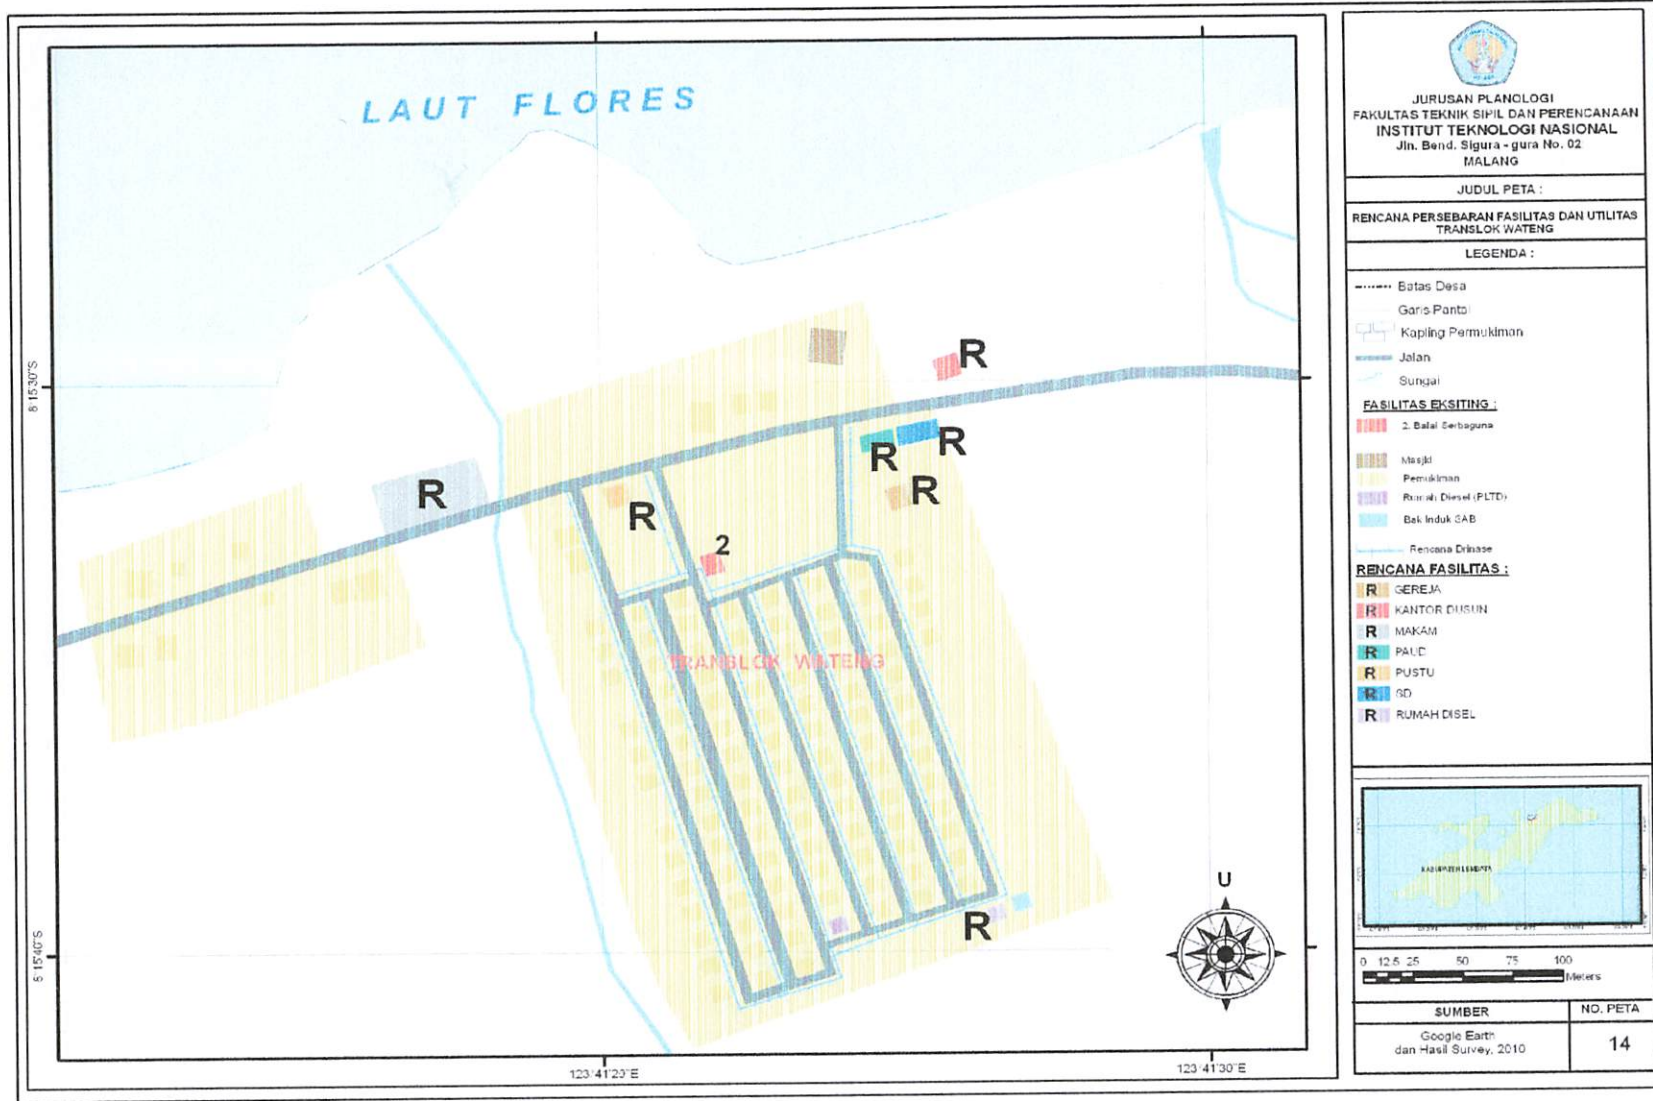 LAUT FLORES
R
R
R
R
R
R
2
TRANSLOK WATENG
R
U
8°15'30"S
8°15'40"S
123°41'20"E
123°41'30"E
JURUSAN PLANOLOGI
FAKULTAS TEKNIK SIPIL DAN PERENCANAAN
INSTITUT TEKNOLOGI NASIONAL
Jln. Bend. Sigura - gura No. 02
MALANG
JUDUL PETA :
RENCANA PERSEBARAN FASILITAS DAN UTILITAS
TRANSLOK WATENG
LEGENDA :
Batas Desa
Garis Pantai
Kapling Permukiman
Jalan
Sungai
FASILITAS EKSITING :
2. Balai Serbaguna
Masjid
Pemukiman
Rumah Diesel (PLTD)
Bak Induk SAB
Rencana Drinase
RENCANA FASILITAS :
R GEREJA
R KANTOR DUSUN
R MAKAM
R PAUD
R PUSTU
R SD
R RUMAH DISEL
KABUPATEN LEMBATA
0 12.5 25 50 75 100
Meters
SUMBER
NO. PETA
Google Earth
dan Hasil Survey, 2010
14